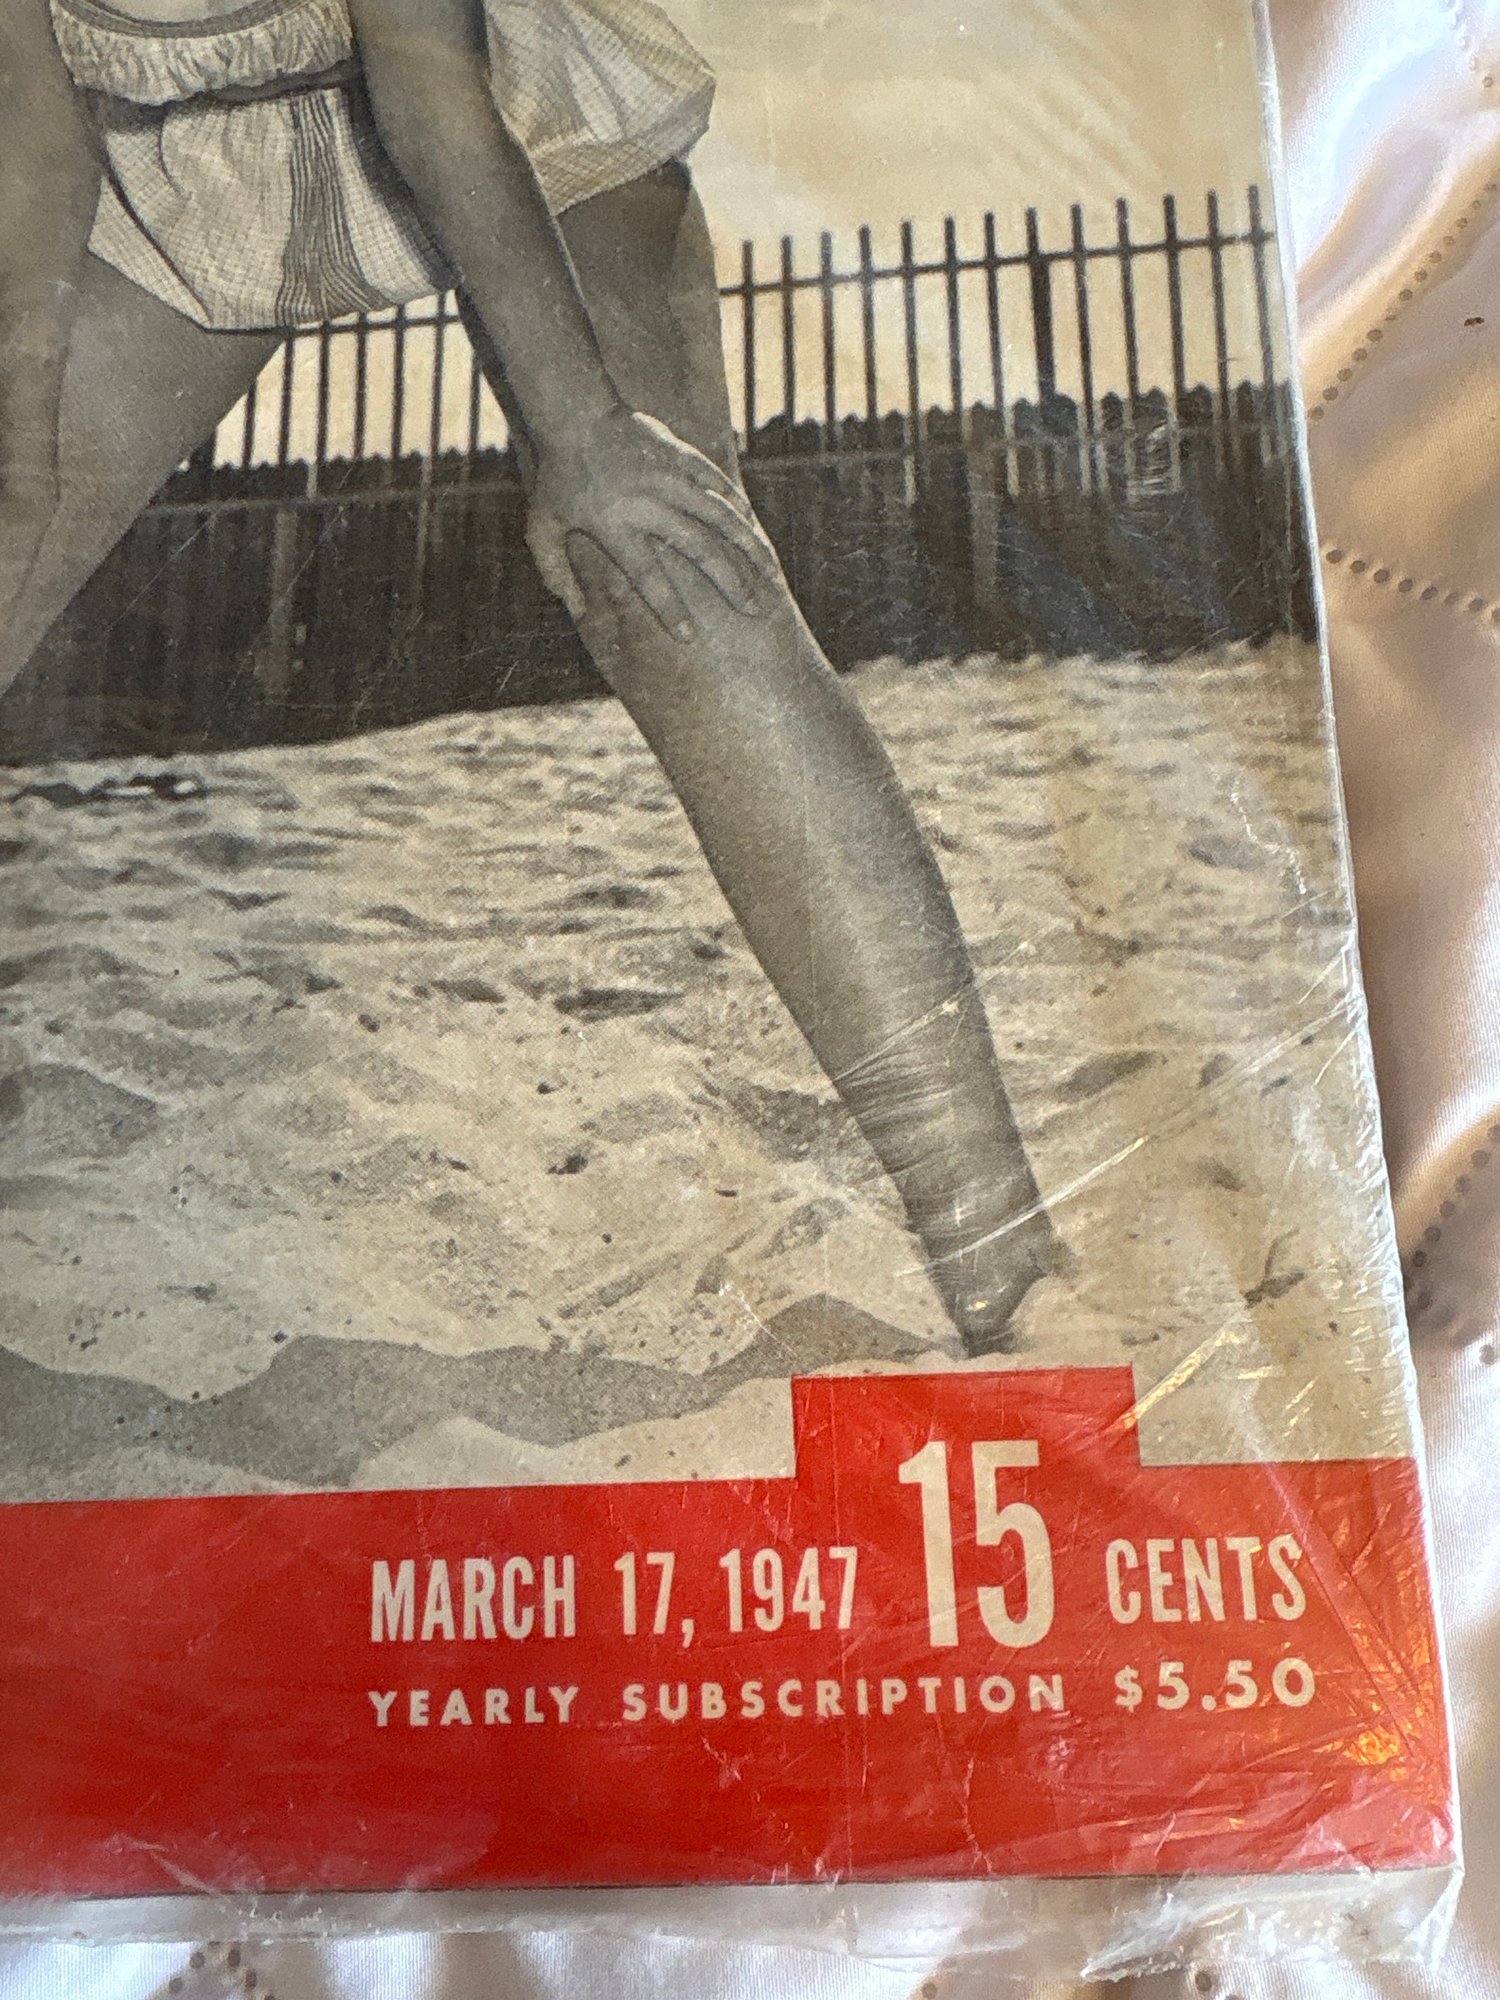 MARCH 17, 1947 15 CENTS
YEARLY SUBSCRIPTION $5.50